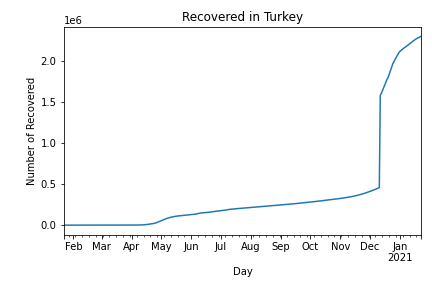 Recovered in Turkey
1e6
Number of Recovered
2.0
1.5
1.0
0.5
0.0
Feb Mar Apr May Jun Jul Aug Sep Oct Nov Dec Jan
2021
Day